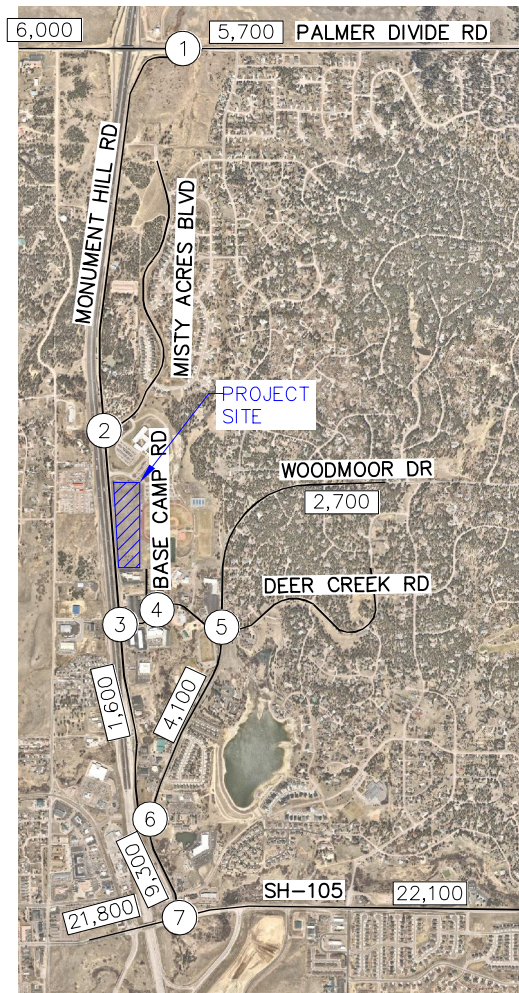 6,000
5,700
PALMER DIVIDE RD
1
MONUMENT HILL RD
MISTY ACRES BLVD
PROJECT
SITE
2
BASE CAMP RD
WOODMOOR DR
2,700
DEER CREEK RD
3
4
5
1,600
4,100
6
9,300
SH-105
22,100
21,800
7